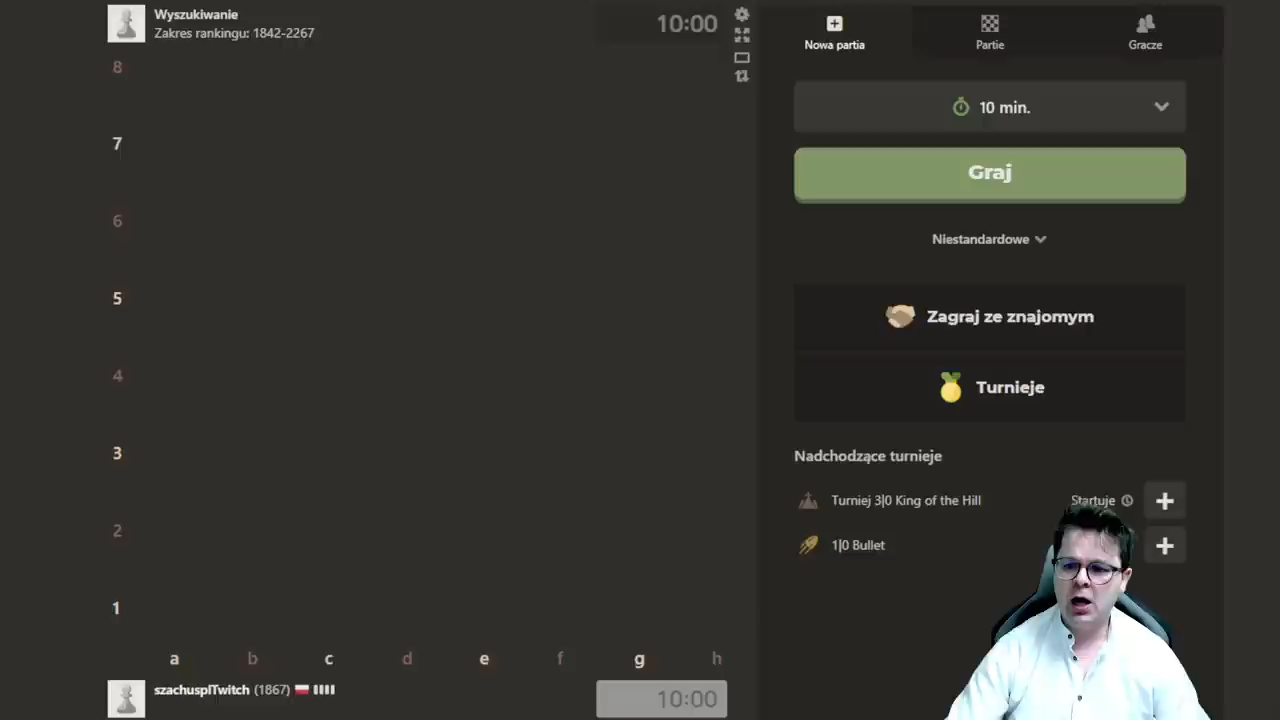 Wyszukiwanie
Zakres rankingu: 1842-2267
10:00
8
7
6
5
4
3
2
1
a b c d e f g h
szachusplTwitch (1867)
10:00
Nowa partia
Partie
Gracze
10 min.
Graj
Niestandardowe
Zagraj ze znajomym
Turnieje
Nadchodzące turnieje
Turniej 3|0 King of the Hill Startuje
1|0 Bullet